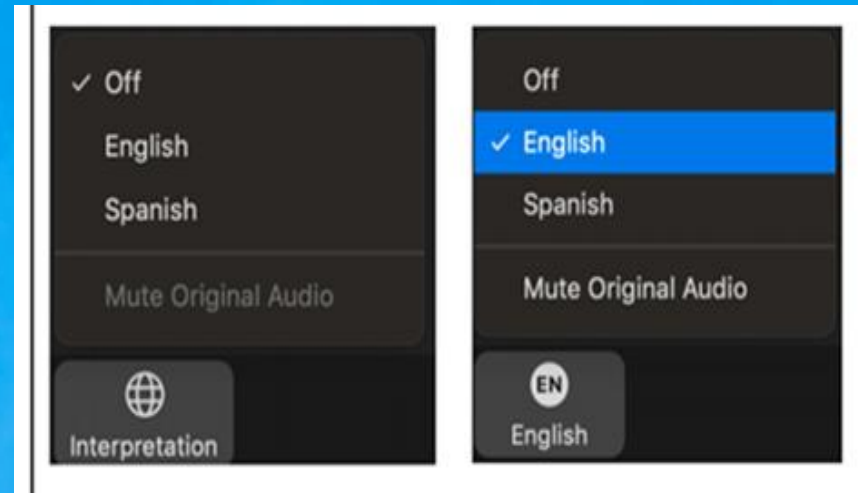 Off
English
Spanish
Mute Original Audio
Interpretation
Off
English
Spanish
Mute Original Audio
EN
English